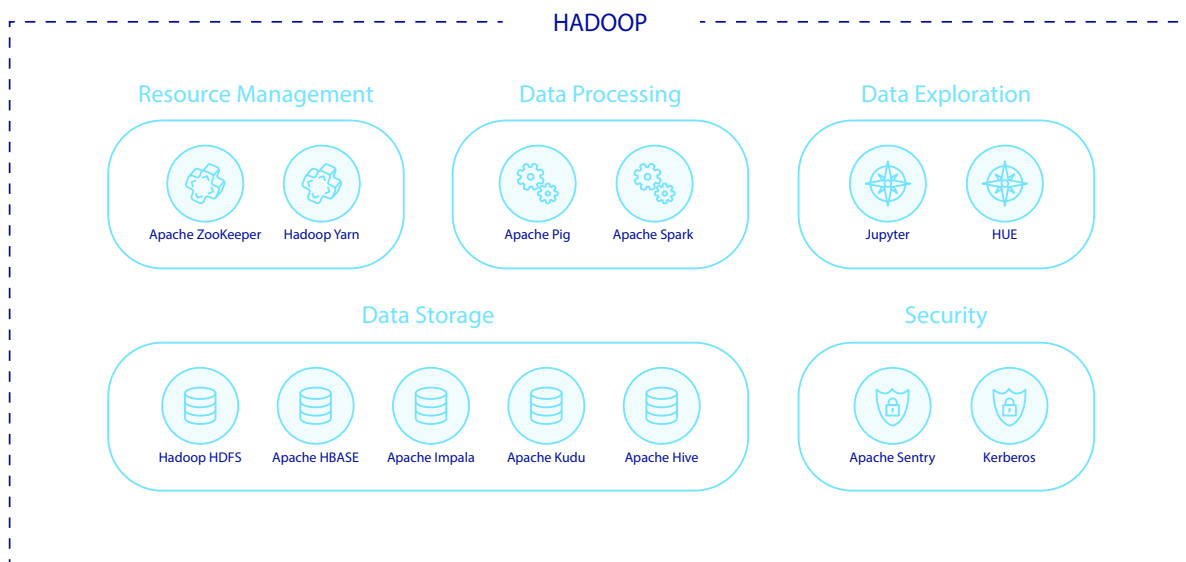 HADOOP
Resource Management
Data Processing
Data Exploration
Apache ZooKeeper
Hadoop Yarn
Apache Pig
Apache Spark
Jupyter
HUE
Data Storage
Security
Hadoop HDFS
Apache HBASE
Apache Impala
Apache Kudu
Apache Hive
Apache Sentry
Kerberos